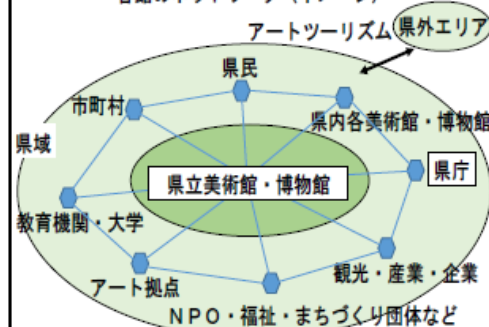 アートツーリズム
県外エリア
県民
市町村
県内各美術館・博物館
県域
県立美術館・博物館
県庁
教育機関・大学
観光・産業・企業
アート拠点
NPO・福祉・まちづくり団体など